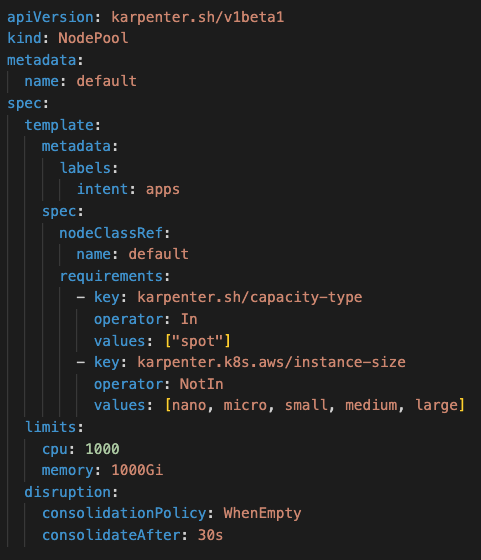 apiVersion: karpenter.sh/v1beta1
kind: NodePool
metadata:
  name: default
spec:
  template:
    metadata:
      labels:
        intent: apps
    spec:
      nodeClassRef:
        name: default
      requirements:
        - key: karpenter.sh/capacity-type
          operator: In
          values: ["spot"]
        - key: karpenter.k8s.aws/instance-size
          operator: NotIn
          values: [nano, micro, small, medium, large]
  limits:
    cpu: 1000
    memory: 1000Gi
  disruption:
    consolidationPolicy: WhenEmpty
    consolidateAfter: 30s